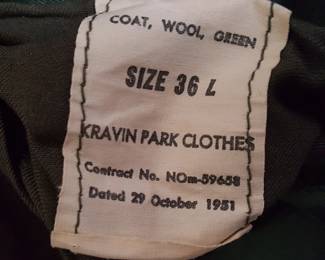 COAT, WOOL, GREEN
SIZE 36 L
KRAVIN PARK CLOTHES
Contract No. NOm-59658
Dated 29 October 1951